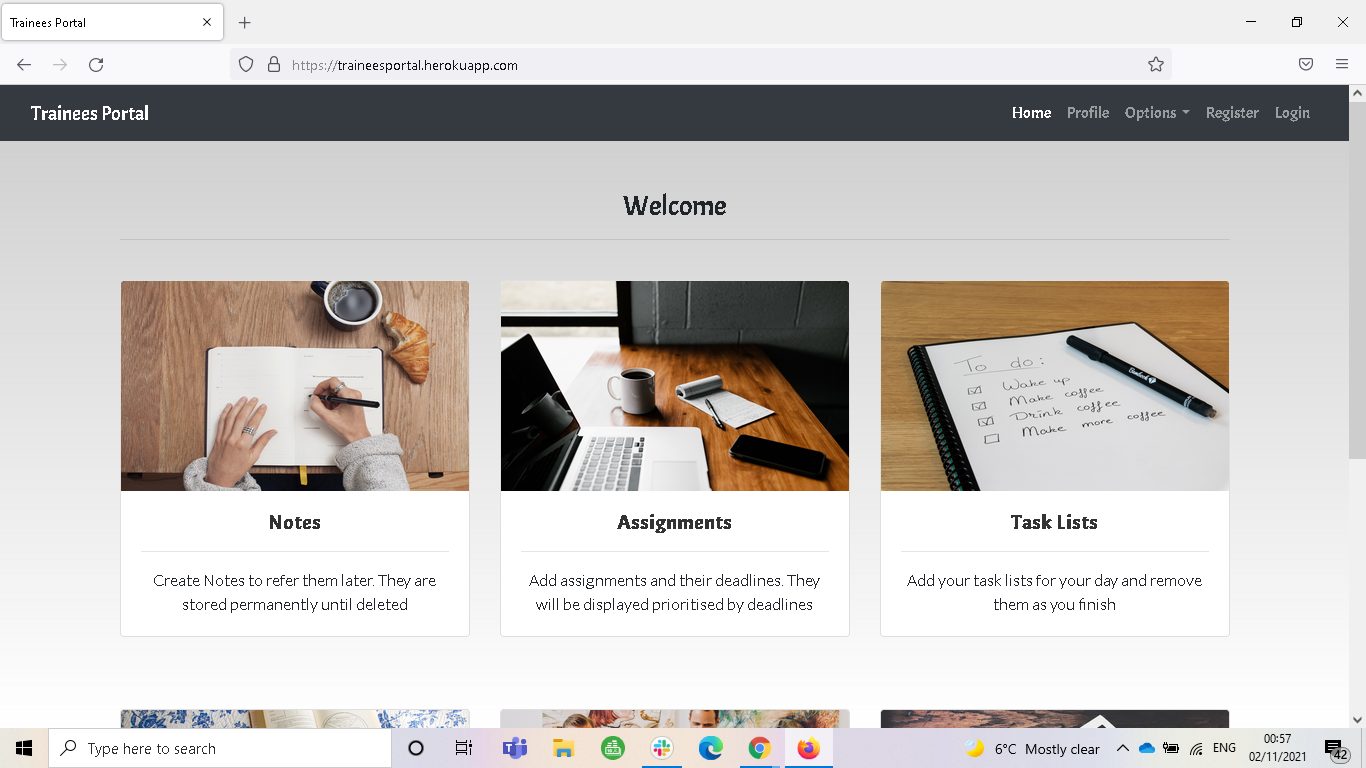 Trainees Portal
https://traineesportal.herokuapp.com
Trainees Portal
Home Profile Options Register Login
Welcome
To do:
Wake up
Make coffee
Drink coffee
Make more coffee
Notes
Assignments
Task Lists
Create Notes to refer them later. They are
stored permanently until deleted
Add assignments and their deadlines. They
will be displayed prioritised by deadlines
Add your task lists for your day and remove
them as you finish
Type here to search
6°C Mostly clear
ENG
00:57
02/11/2021
42